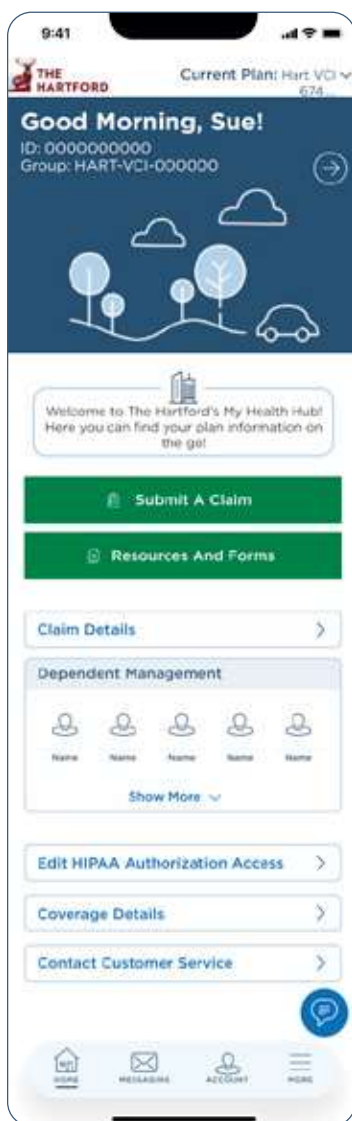 9:41
THE
HARTFORD
Current Plan: Hart VCI
674...
Good Morning, Sue!
ID: 0000000000
Group: HART-VCI-000000
Welcome to The Hartford's My Health Hub!
Here you can find your plan information on
the go!
Submit A Claim
Resources And Forms
Claim Details
Dependent Management
Name Name Name Name Name
Show More
Edit HIPAA Authorization Access
Coverage Details
Contact Customer Service
HOME MESSAGING ACCOUNT MORE